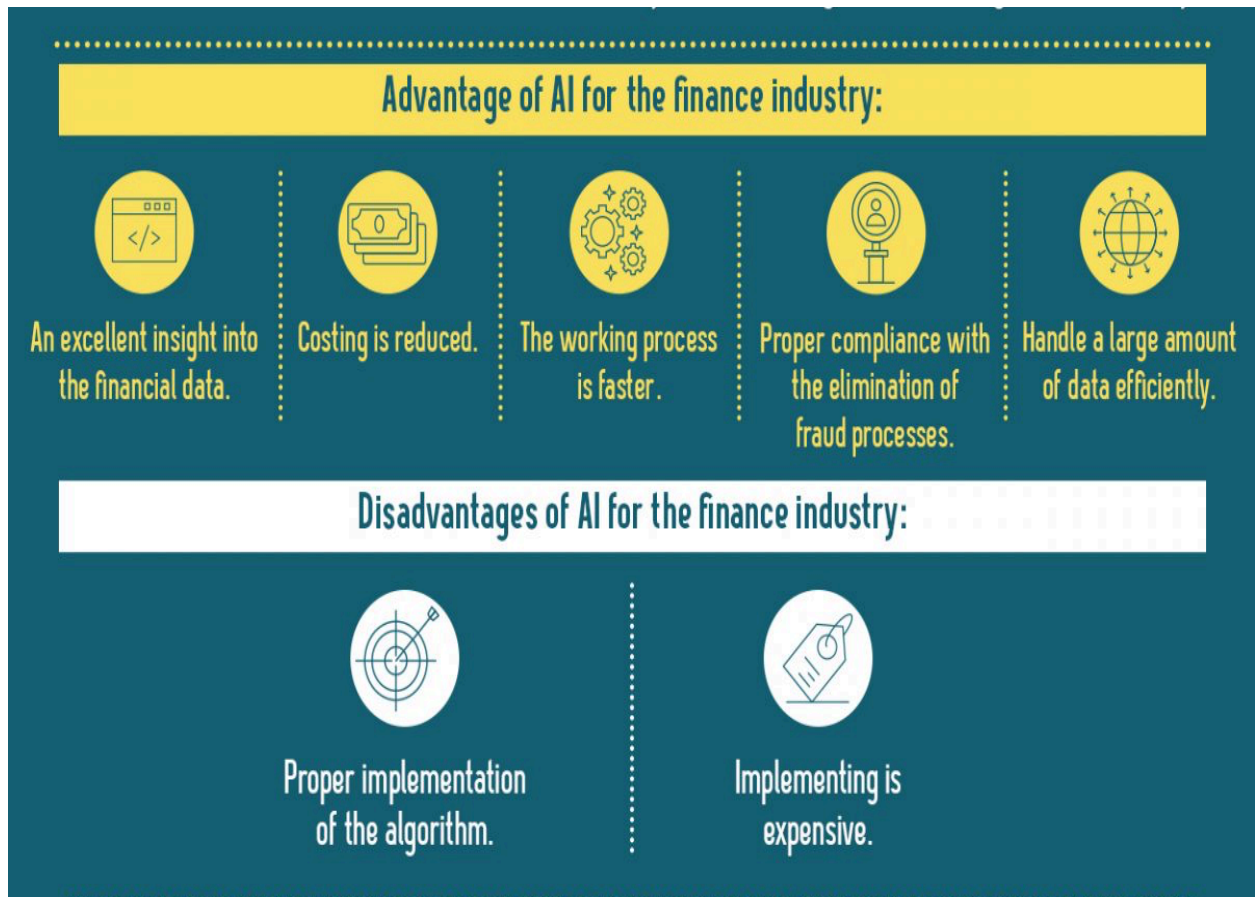 Advantage of AI for the finance industry:
An excellent insight into
the financial data.
Costing is reduced.
The working process
is faster.
Proper compliance with
the elimination of
fraud processes.
Handle a large amount
of data efficiently.
Disadvantages of AI for the finance industry:
Proper implementation
of the algorithm.
Implementing is
expensive.